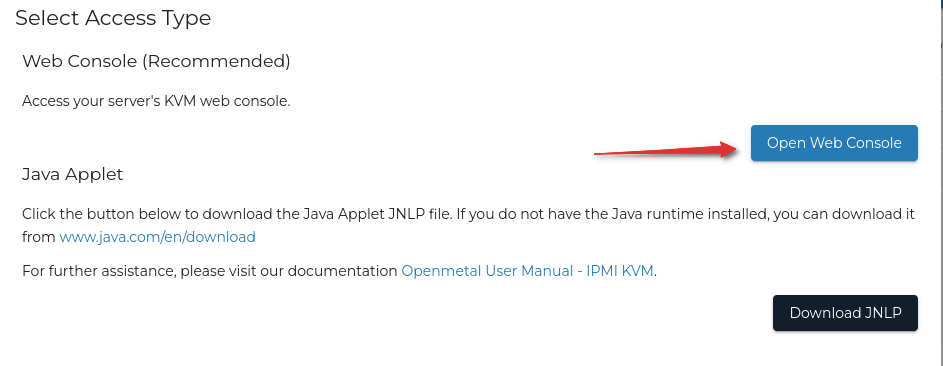 Select Access Type
Web Console (Recommended)
Access your server's KVM web console.
Open Web Console
Java Applet
Click the button below to download the Java Applet JNLP file. If you do not have the Java runtime installed, you can download it
from www.java.com/en/download
For further assistance, please visit our documentation Openmetal User Manual - IPMI KVM.
Download JNLP